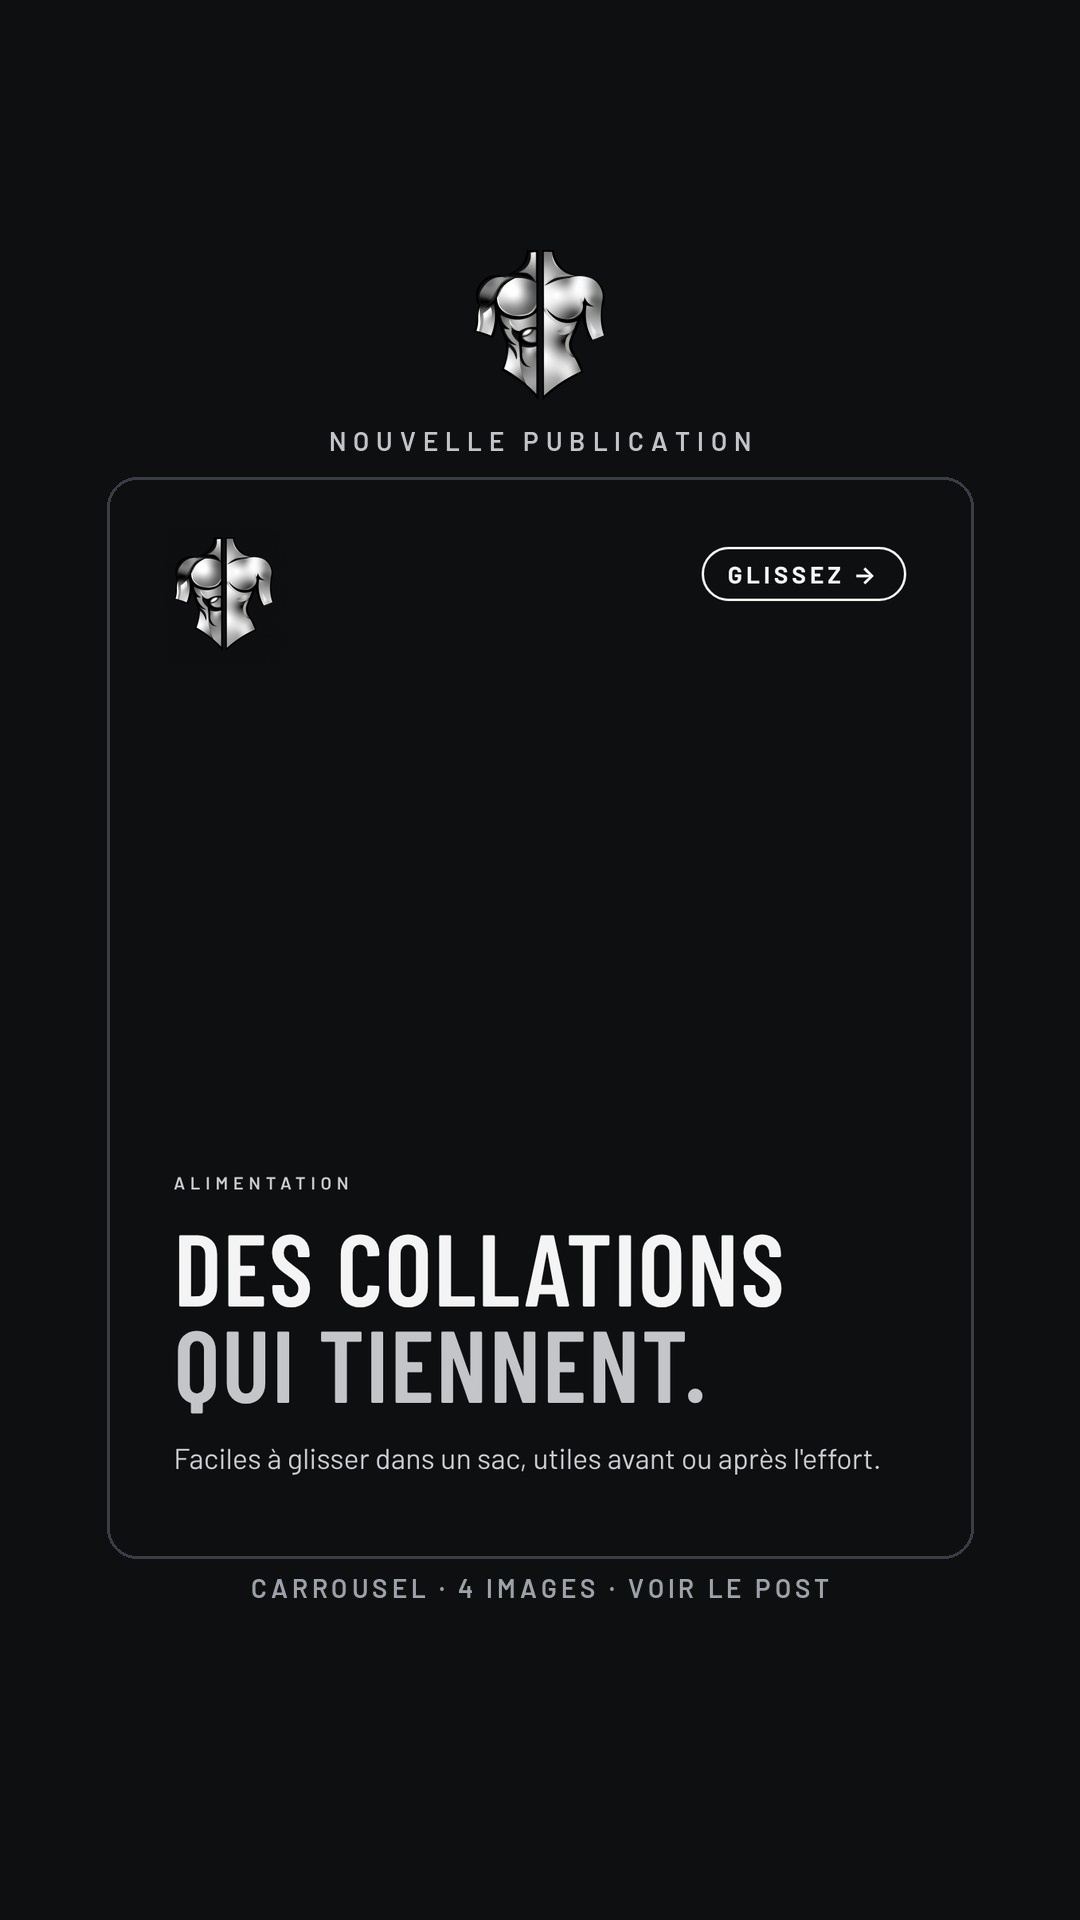 NOUVELLE PUBLICATION
GLISSEZ →
ALIMENTATION
DES COLLATIONS
QUI TIENNENT.
Faciles à glisser dans un sac, utiles avant ou après l'effort.
CARROUSEL · 4 IMAGES · VOIR LE POST